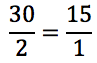 30/2 = 15/1